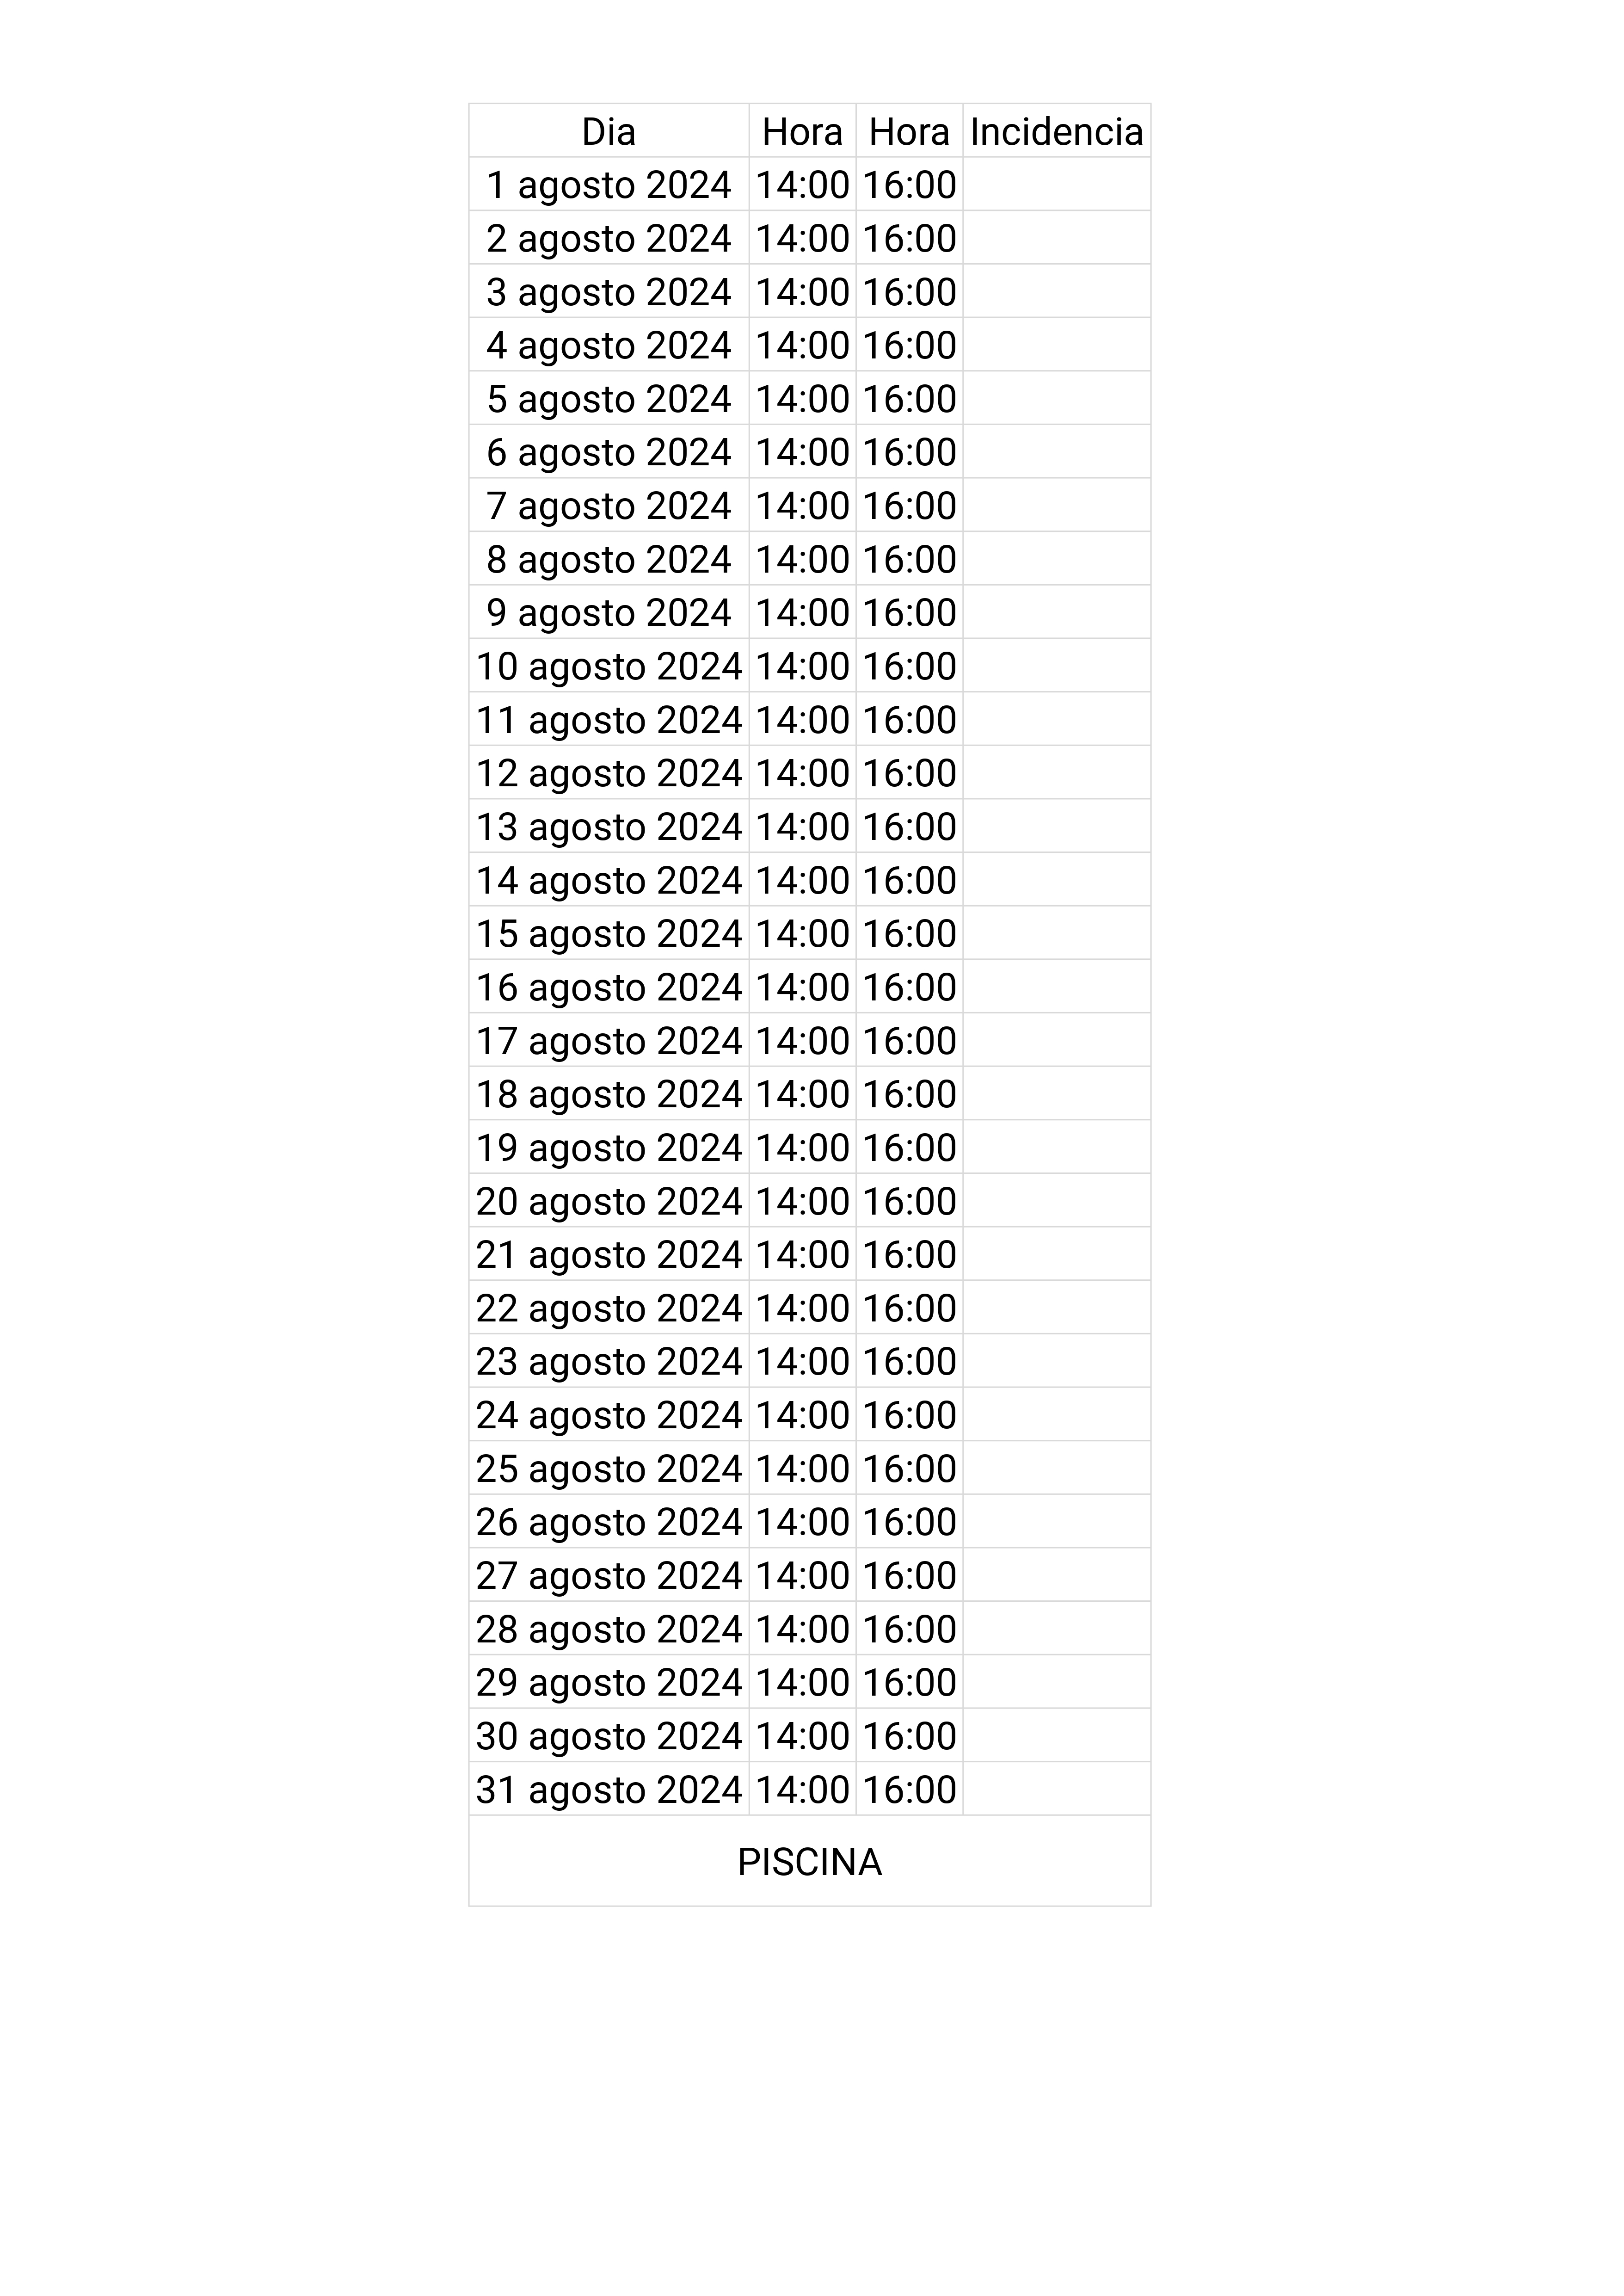 Dia Hora Hora Incidencia
1 agosto 2024 14:00 16:00
2 agosto 2024 14:00 16:00
3 agosto 2024 14:00 16:00
4 agosto 2024 14:00 16:00
5 agosto 2024 14:00 16:00
6 agosto 2024 14:00 16:00
7 agosto 2024 14:00 16:00
8 agosto 2024 14:00 16:00
9 agosto 2024 14:00 16:00
10 agosto 2024 14:00 16:00
11 agosto 2024 14:00 16:00
12 agosto 2024 14:00 16:00
13 agosto 2024 14:00 16:00
14 agosto 2024 14:00 16:00
15 agosto 2024 14:00 16:00
16 agosto 2024 14:00 16:00
17 agosto 2024 14:00 16:00
18 agosto 2024 14:00 16:00
19 agosto 2024 14:00 16:00
20 agosto 2024 14:00 16:00
21 agosto 2024 14:00 16:00
22 agosto 2024 14:00 16:00
23 agosto 2024 14:00 16:00
24 agosto 2024 14:00 16:00
25 agosto 2024 14:00 16:00
26 agosto 2024 14:00 16:00
27 agosto 2024 14:00 16:00
28 agosto 2024 14:00 16:00
29 agosto 2024 14:00 16:00
30 agosto 2024 14:00 16:00
31 agosto 2024 14:00 16:00
PISCINA